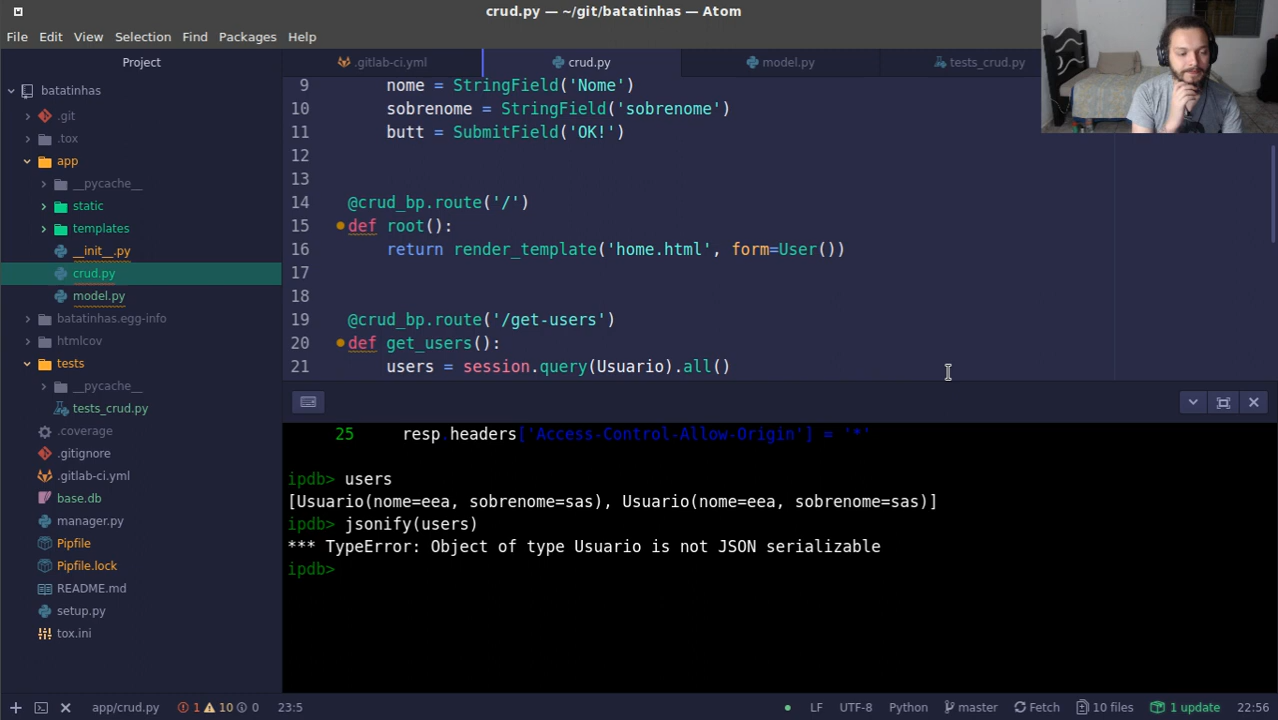 crud.py — ~/git/batatinhas — Atom
File Edit View Selection Find Packages Help
Project
.gitlab-ci.yml crud.py model.py tests_crud.py
batatinhas
.git
.tox
app
__pycache__
static
templates
__init__.py
crud.py
model.py
batatinhas.egg-info
htmlcov
tests
__pycache__
tests_crud.py
.coverage
.gitignore
.gitlab-ci.yml
base.db
manager.py
Pipfile
Pipfile.lock
README.md
setup.py
tox.ini
9 nome = StringField('Nome')
10 sobrenome = StringField('sobrenome')
11 butt = SubmitField('OK!')
12
13
14 @crud_bp.route('/')
15 def root():
16 return render_template('home.html', form=User())
17
18
19 @crud_bp.route('/get-users')
20 def get_users():
21 users = session.query(Usuario).all()
25 resp.headers['Access-Control-Allow-Origin'] = '*'
ipdb> users
[Usuario(nome=eea, sobrenome=sas), Usuario(nome=eea, sobrenome=sas)]
ipdb> jsonify(users)
*** TypeError: Object of type Usuario is not JSON serializable
ipdb>
app/crud.py 1 10 0 23:5 LF UTF-8 Python master Fetch 10 files 1 update 22:56